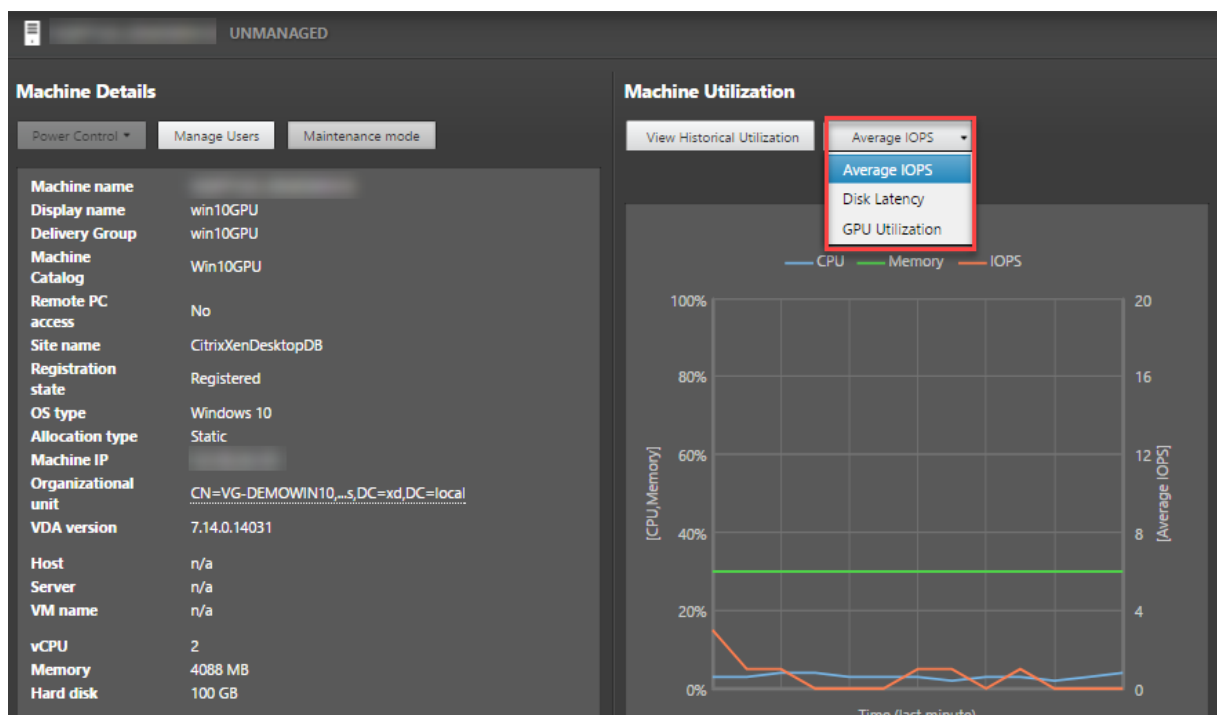 UNMANAGED
Machine Details
Power Control
Manage Users
Maintenance mode
Machine name
Display name win10GPU
Delivery Group win10GPU
Machine
Catalog
Win10GPU
Remote PC
access
No
Site name CitrixXenDesktopDB
Registration
state
Registered
OS type Windows 10
Allocation type Static
Machine IP
Organizational
unit
CN=VG-DEMOWIN10,...s,DC=xd,DC=local
VDA version 7.14.0.14031
Host n/a
Server n/a
VM name n/a
vCPU 2
Memory 4088 MB
Hard disk 100 GB
Machine Utilization
View Historical Utilization
Average IOPS
Average IOPS
Disk Latency
GPU Utilization
CPU Memory IOPS
100% 20
80% 16
60% 12
40% 8
20% 4
0% 0
[CPU,Memory]
[Average IOPS]
Time (last minute)